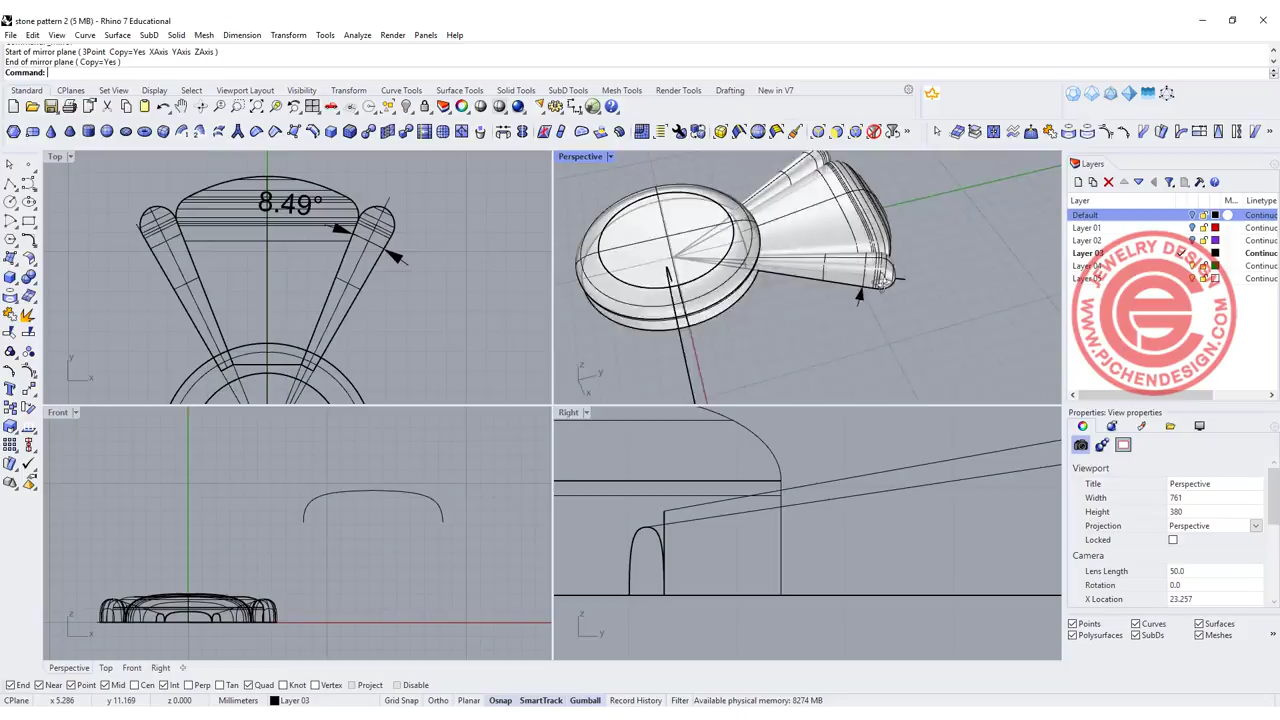 stone pattern 2 (5 MB) - Rhino 7 Educational
File Edit View Curve Surface SubD Solid Mesh Dimension Transform Tools Analyze Render Panels Help
Start of mirror plane ( 3Point Copy=Yes XAxis YAxis ZAxis )
End of mirror plane ( Copy=Yes )
Command:
Standard CPlanes Set View Display Select Viewport Layout Visibility Transform Curve Tools Surface Tools Solid Tools SubD Tools Mesh Tools Render Tools Drafting New in V7
Top
8.49°
y
x
Perspective
z
y
x
Front
z
x
Right
z
y
Layers
Layer M... Linetype
Default Continuc
Layer 01 Continuc
Layer 02 Continuc
Layer 03 Continuc
Continuc
Continuc
JEWELRY DESIGN
WWW.PJCHENDESIGN.COM
Properties: View properties
Viewport
Title Perspective
Width 761
Height 380
Projection Perspective
Locked
Camera
Lens Length 50.0
Rotation 0.0
X Location 23.257
Points Curves Surfaces
Polysurfaces SubDs Meshes
Perspective Top Front Right
End Near Point Mid Cen Int Perp Tan Quad Knot Vertex Project Disable
CPlane x 5.286 y 11.169 z 0.000 Millimeters Layer 03 Grid Snap Ortho Planar Osnap SmartTrack Gumball Record History Filter Available physical memory: 8274 MB